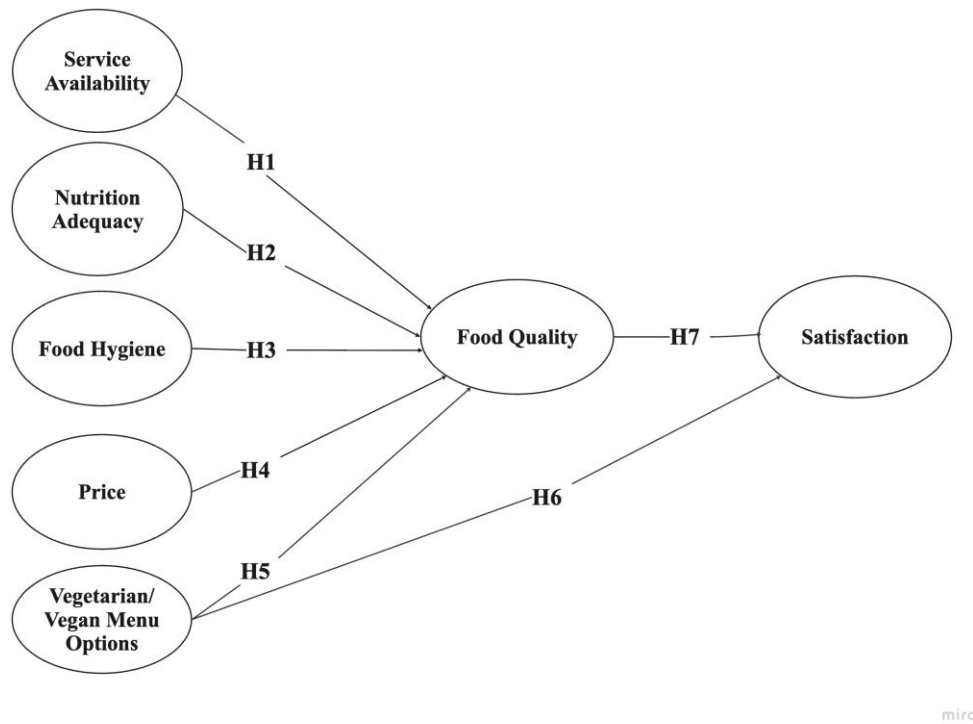 Service
Availability
H1
Nutrition
Adequacy
H2
Food Hygiene
H3
Food Quality
H7
Satisfaction
Price
H4
H6
H5
Vegetarian/
Vegan Menu
Options